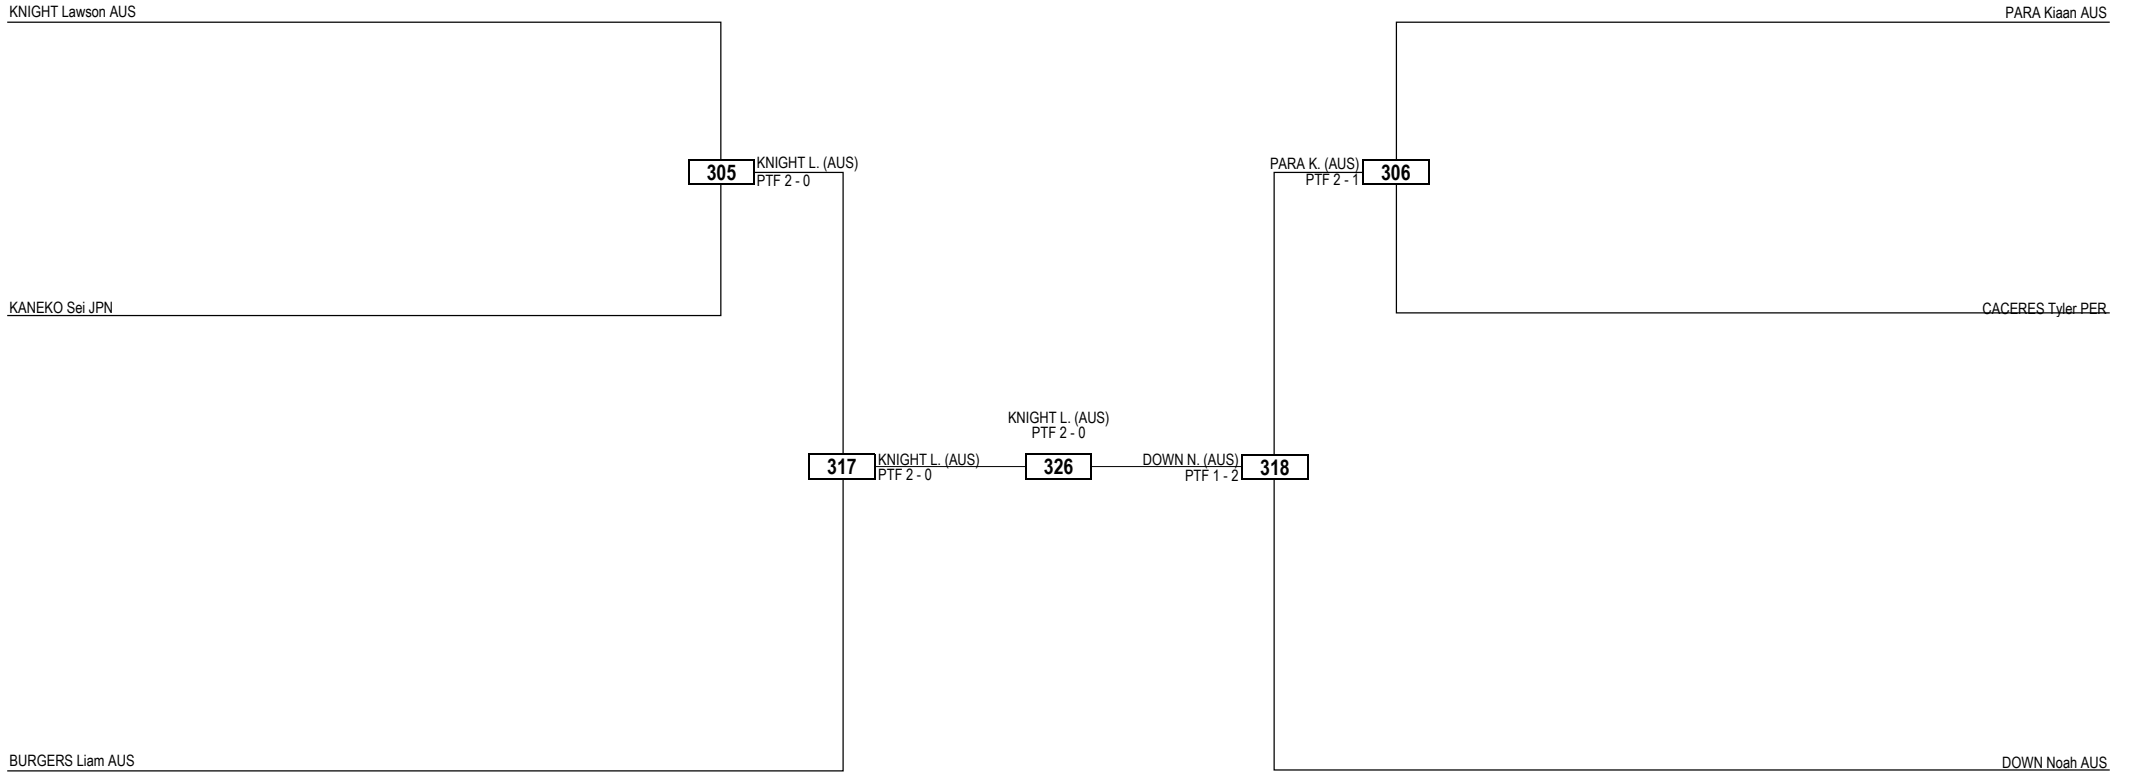 KNIGHT Lawson AUS
PARA Kiaan AUS
305
KNIGHT L. (AUS)
PTF 2 - 0
PARA K. (AUS)
PTF 2 - 1
306
KANEKO Sei JPN
CACERES Tyler PER
KNIGHT L. (AUS)
PTF 2 - 0
317
KNIGHT L. (AUS)
PTF 2 - 0
326
DOWN N. (AUS)
PTF 1 - 2
318
BURGERS Liam AUS
DOWN Noah AUS